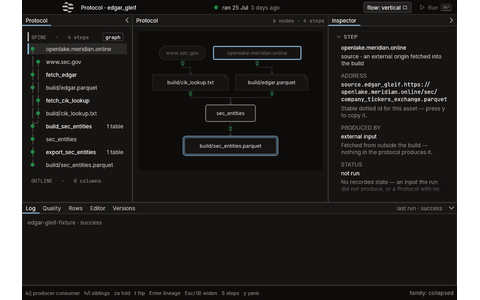 Protocol · edgar_gleif
ran 25 Jul 3 days ago
flow: vertical
Run
Protocol
SPINE · 4 steps
graph
openlake.meridian.online
www.sec.gov
fetch_edgar
build/edgar.parquet
fetch_cik_lookup
build/cik_lookup.txt
build_sec_entities 1 table
sec_entities
export_sec_entities 1 table
build/sec_entities.parquet
OUTLINE · 0 columns
Protocol
6 nodes · 4 steps
www.sec.gov
openlake.meridian.online
build/cik_lookup.txt
build/edgar.parquet
sec_entities
build/sec_entities.parquet
Inspector
STEP
openlake.meridian.online
source · an external origin fetched into
the build
ADDRESS
source.edgar_gleif.https://
openlake.meridian.online/sec/
company_tickers_exchange.parquet
Stable dotted id for this asset — press y
to copy it.
PRODUCED BY
external input
Fetched from outside the build —
nothing in the protocol produces it.
STATUS
not run
No recorded state — an input the run
did not produce, or a Protocol with no
Log Quality Rows Editor Versions
last run · success
edgar-gleif-fixture · success
k/j producer-consumer h/l siblings za fold t flip Enter lineage Esc/⌫ widen S steps y yank
family: collapsed